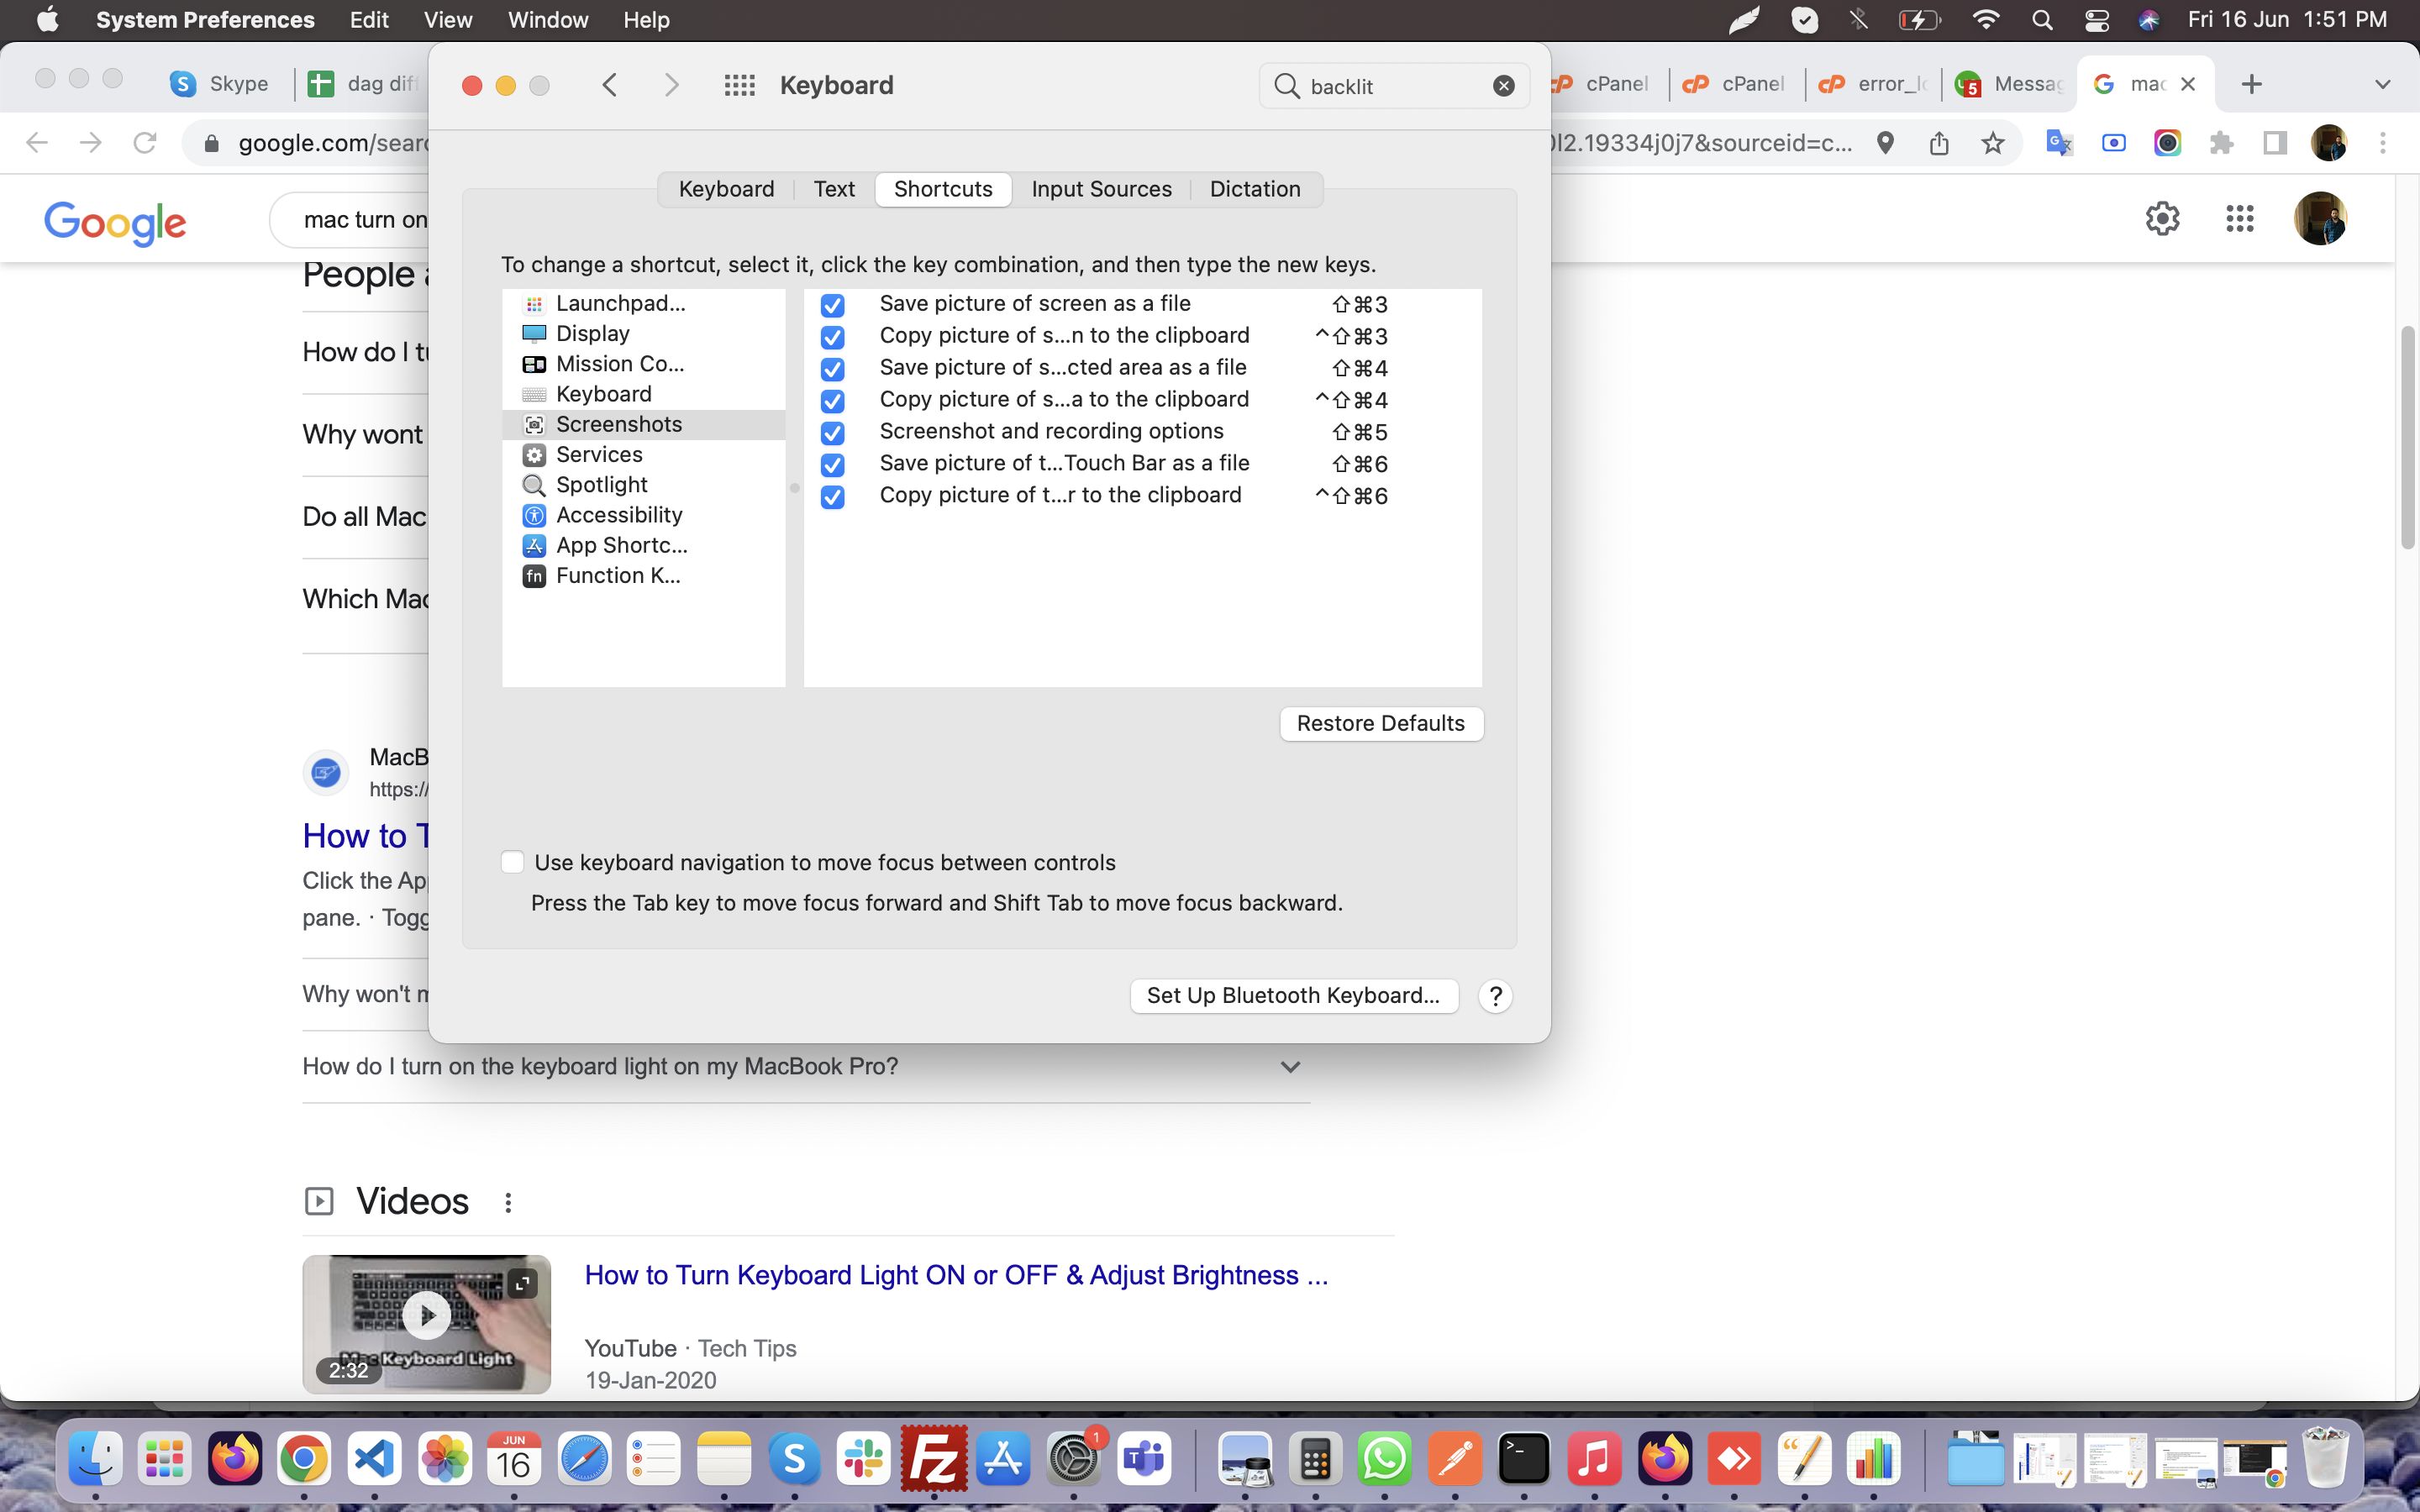 System Preferences Edit View Window Help
Fri 16 Jun 1:51 PM
Skype
dag dif
Keyboard
backlit
cPanel
cPanel
error_lo
5
Messag
mac
google.com/searc
0l2.19334j0j7&sourceid=c...
Google
mac turn on
Keyboard Text Shortcuts Input Sources Dictation
To change a shortcut, select it, click the key combination, and then type the new keys.
Launchpad...
Display
Mission Co...
Keyboard
Screenshots
Services
Spotlight
Accessibility
App Shortc...
fn Function K...
Save picture of screen as a file ⇧⌘3
Copy picture of s...n to the clipboard ^⇧⌘3
Save picture of s...cted area as a file ⇧⌘4
Copy picture of s...a to the clipboard ^⇧⌘4
Screenshot and recording options ⇧⌘5
Save picture of t...Touch Bar as a file ⇧⌘6
Copy picture of t...r to the clipboard ^⇧⌘6
Restore Defaults
Use keyboard navigation to move focus between controls
Press the Tab key to move focus forward and Shift Tab to move focus backward.
Set Up Bluetooth Keyboard... ?
People a
How do I tu
Why wont
Do all Mac
Which Mac
MacB
https://
How to T
Click the Ap
pane. · Togg
Why won't m
How do I turn on the keyboard light on my MacBook Pro?
Videos
Mac Keyboard Light
2:32
How to Turn Keyboard Light ON or OFF & Adjust Brightness ...
YouTube · Tech Tips
19-Jan-2020
JUN
16
1